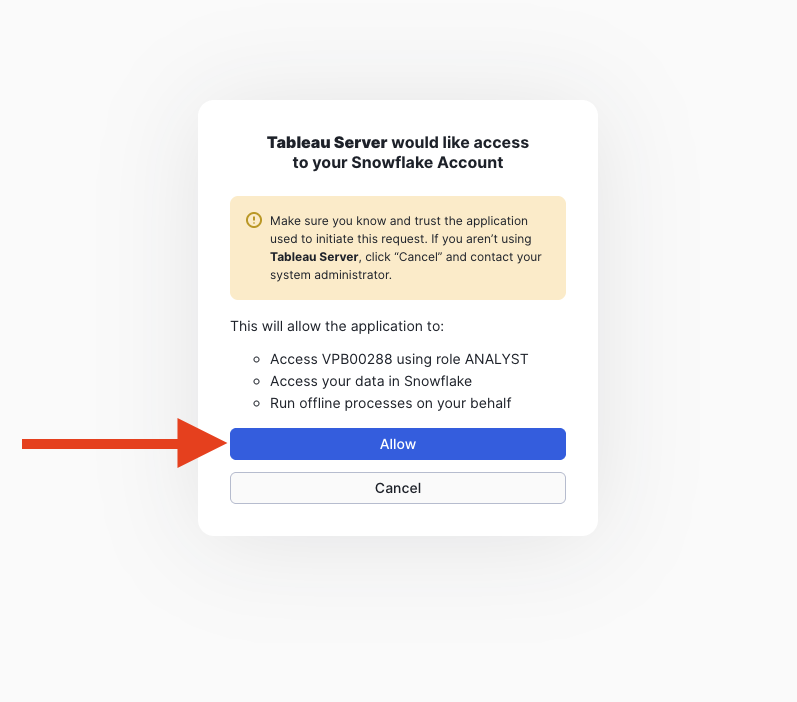 Tableau Server would like access
to your Snowflake Account
Make sure you know and trust the application
used to initiate this request. If you aren’t using
Tableau Server, click “Cancel” and contact your
system administrator.
This will allow the application to:
Access VPB00288 using role ANALYST
Access your data in Snowflake
Run offline processes on your behalf
Allow
Cancel